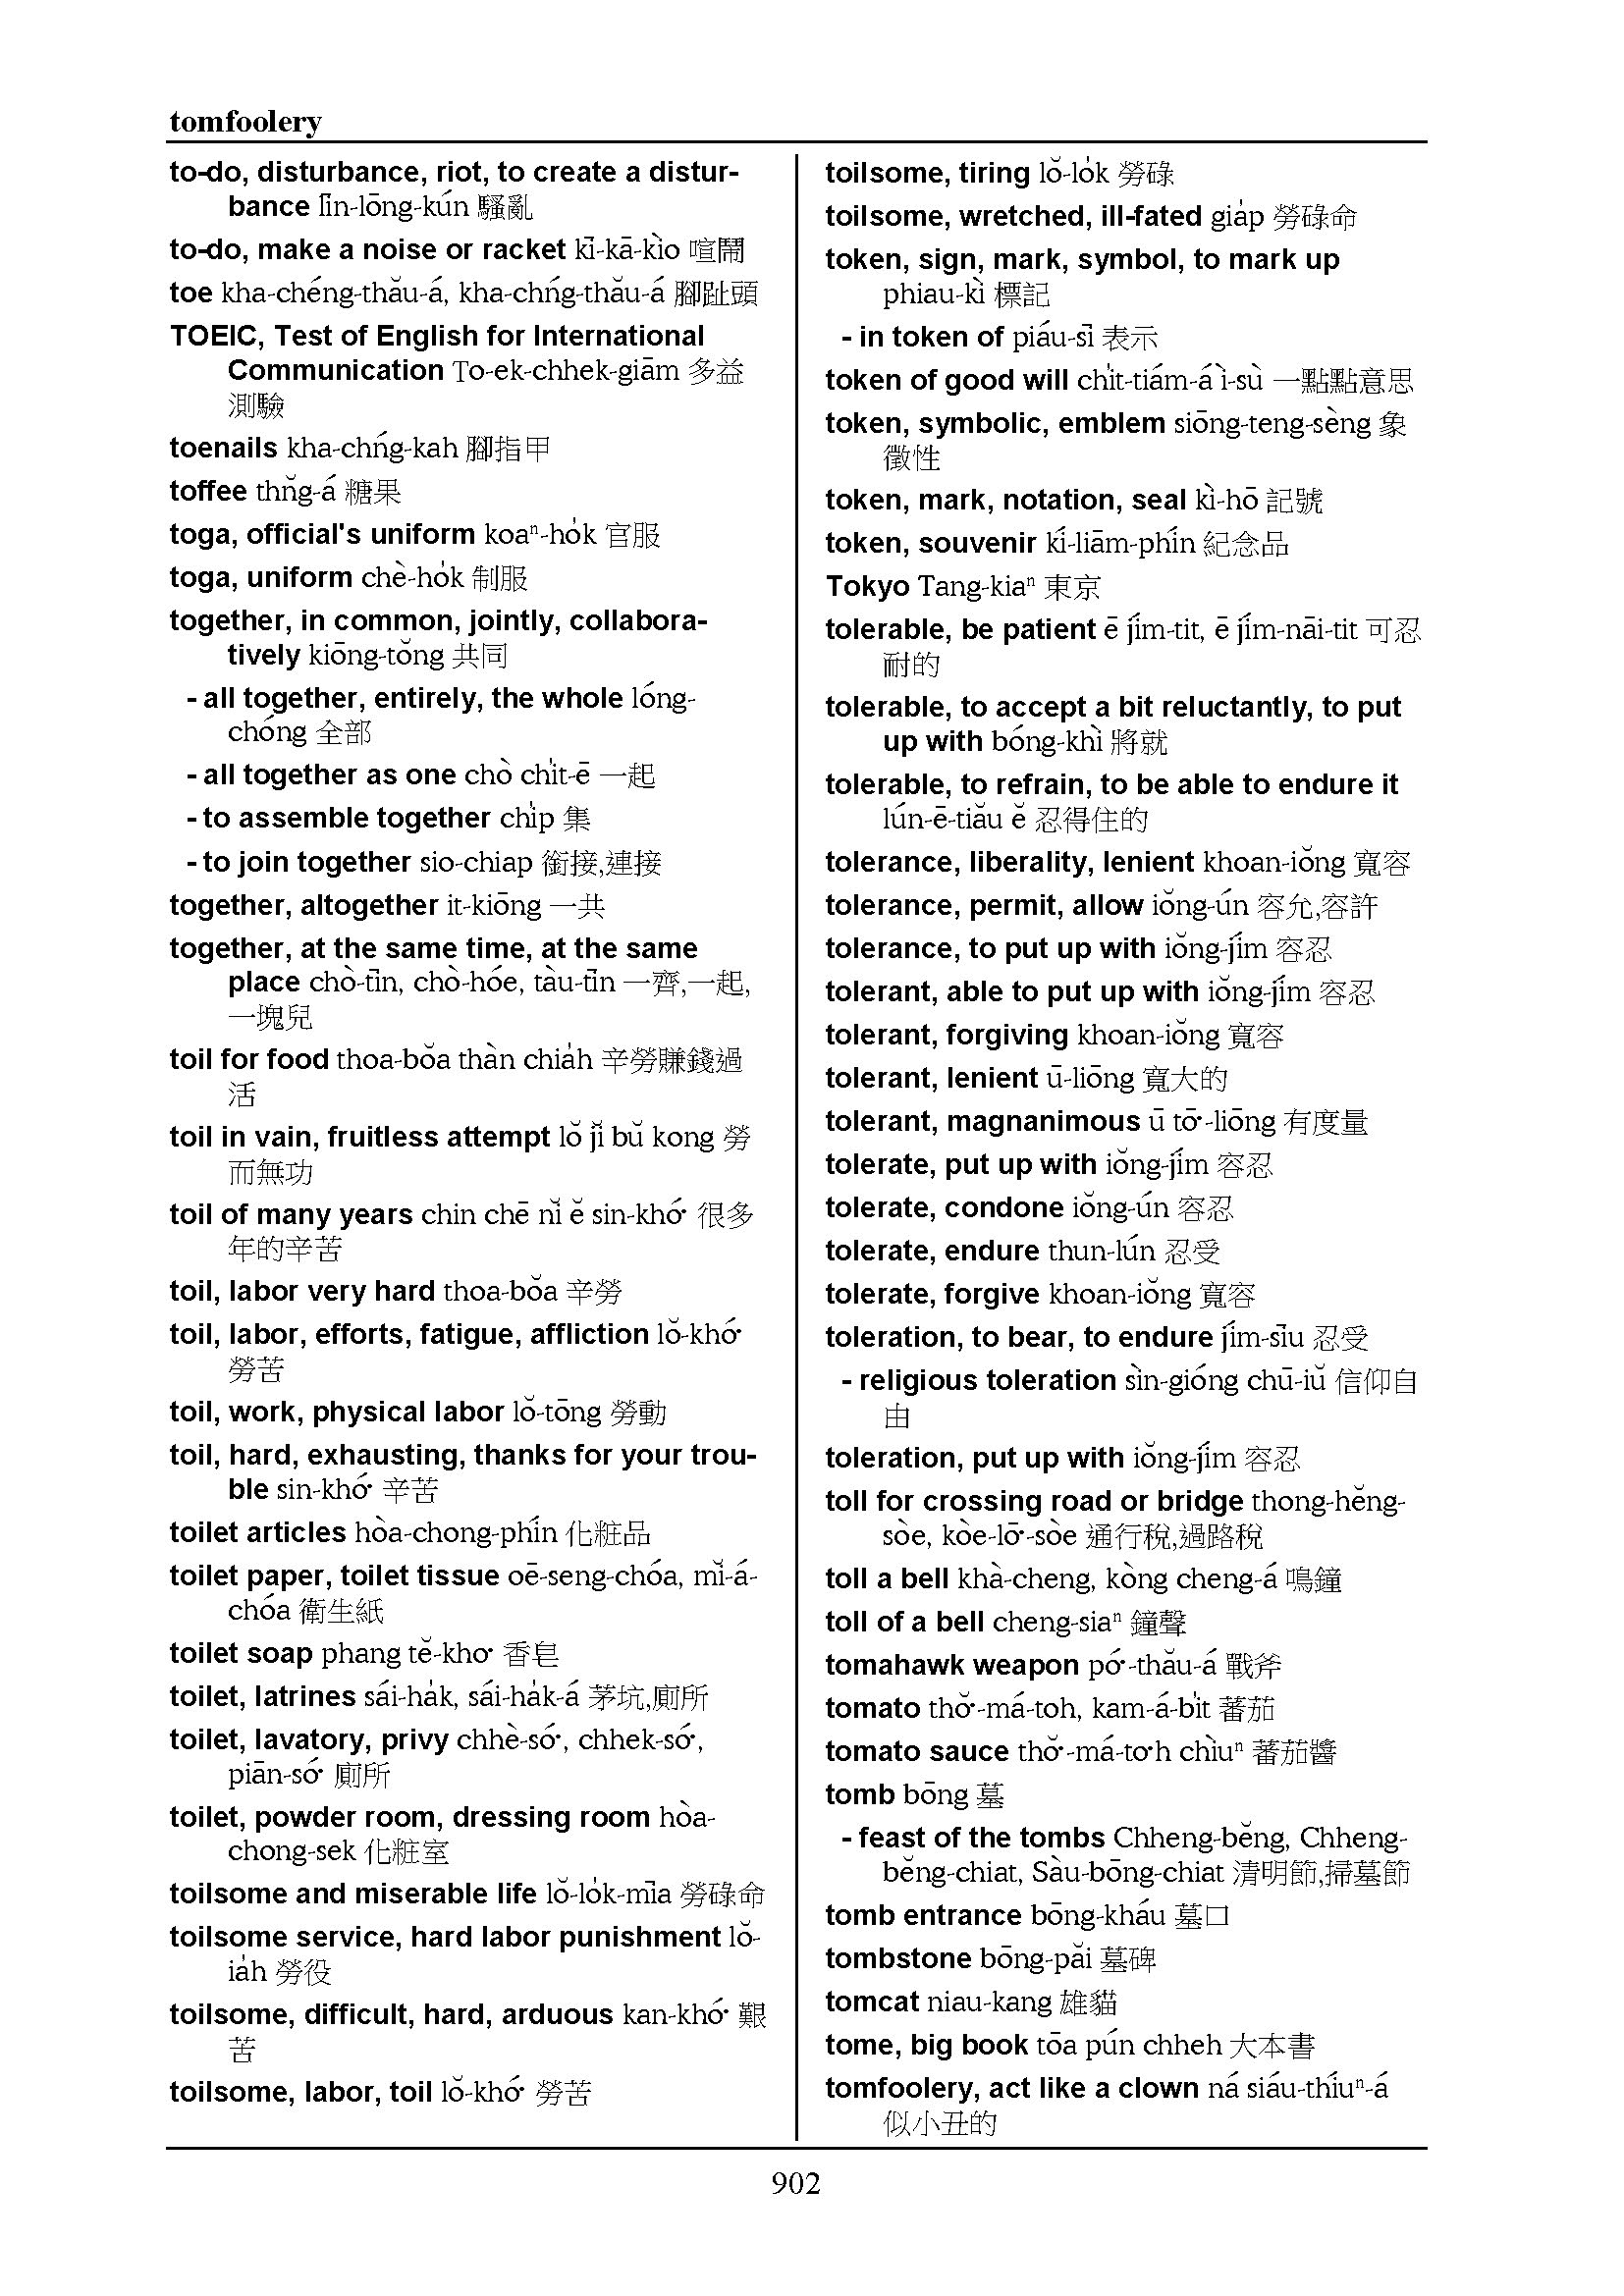 tomfoolery
to-do, disturbance, riot, to create a distur-
bance līn-lōng-kún 騷亂
to-do, make a noise or racket kī-kā-kìo 喧鬧
toe kha-chéng-thău-á, kha-chńg-thău-á 腳趾頭
TOEIC, Test of English for International
Communication To-ek-chhek-giām 多益
測驗
toenails kha-chńg-kah 腳指甲
toffee thn̆g-á 糖果
toga, official's uniform koaⁿ-ho̍k 官服
toga, uniform chè-ho̍k 制服
together, in common, jointly, collabora-
tively kiōng-tŏng 共同
- all together, entirely, the whole lóng-
chóng 全部
- all together as one chò chi̍t-ē 一起
- to assemble together chi̍p 集
- to join together sio-chiap 銜接,連接
together, altogether it-kiōng 一共
together, at the same time, at the same
place chò-tīn, chò-hóe, tàu-tīn 一齊,一起,
一塊兒
toil for food thoa-bŏa thàn chia̍h 辛勞賺錢過
活
toil in vain, fruitless attempt lŏ jĭ bŭ kong 勞
而無功
toil of many years chin chē nĭ ĕ sin-khó͘ 很多
年的辛苦
toil, labor very hard thoa-bŏa 辛勞
toil, labor, efforts, fatigue, affliction lŏ-khó͘
勞苦
toil, work, physical labor lŏ-tōng 勞動
toil, hard, exhausting, thanks for your trou-
ble sin-khó͘ 辛苦
toilet articles hòa-chong-phín 化粧品
toilet paper, toilet tissue oē-seng-chóa, mĭ-á-
chóa 衛生紙
toilet soap phang tĕ-kho͘ 香皂
toilet, latrines sái-ha̍k, sái-ha̍k-á 茅坑,廁所
toilet, lavatory, privy chhè-só͘, chhek-só͘,
piān-só͘ 廁所
toilet, powder room, dressing room hòa-
chong-sek 化粧室
toilsome and miserable life lŏ-lo̍k-mīa 勞碌命
toilsome service, hard labor punishment lŏ-
ia̍h 勞役
toilsome, difficult, hard, arduous kan-khó͘ 艱
苦
toilsome, labor, toil lŏ-khó͘ 勞苦
toilsome, tiring lŏ-lo̍k 勞碌
toilsome, wretched, ill-fated gia̍p 勞碌命
token, sign, mark, symbol, to mark up
phiau-kì 標記
- in token of piáu-sī 表示
token of good will chi̍t-tiám-á ì-sù 一點點意思
token, symbolic, emblem siōng-teng-sèng 象
徵性
token, mark, notation, seal kì-hō 記號
token, souvenir kí-liām-phín 紀念品
Tokyo Tang-kiaⁿ 東京
tolerable, be patient ē jím-tit, ē jím-nāi-tit 可忍
耐的
tolerable, to accept a bit reluctantly, to put
up with bóng-khì 將就
tolerable, to refrain, to be able to endure it
lún-ē-tiău ĕ 忍得住的
tolerance, liberality, lenient khoan-iŏng 寬容
tolerance, permit, allow iŏng-ún 容允,容許
tolerance, to put up with iŏng-jím 容忍
tolerant, able to put up with iŏng-jím 容忍
tolerant, forgiving khoan-iŏng 寬容
tolerant, lenient ū-liōng 寬大的
tolerant, magnanimous ū tō͘-liōng 有度量
tolerate, put up with iŏng-jím 容忍
tolerate, condone iŏng-ún 容忍
tolerate, endure thun-lún 忍受
tolerate, forgive khoan-iŏng 寬容
toleration, to bear, to endure jím-sīu 忍受
- religious toleration sìn-gióng chū-iŭ 信仰自
由
toleration, put up with iŏng-jím 容忍
toll for crossing road or bridge thong-hĕng-
sòe, kòe-lō͘-sòe 通行稅,過路稅
toll a bell khà-cheng, kòng cheng-á 鳴鐘
toll of a bell cheng-siaⁿ 鐘聲
tomahawk weapon pó͘-thău-á 戰斧
tomato thŏ͘-má-toh, kam-á-bi̍t 蕃茄
tomato sauce thŏ͘-má-to͘h chìuⁿ 蕃茄醬
tomb bōng 墓
- feast of the tombs Chheng-bĕng, Chheng-
bĕng-chiat, Sàu-bōng-chiat 清明節,掃墓節
tomb entrance bōng-kháu 墓口
tombstone bōng-păi 墓碑
tomcat niau-kang 雄貓
tome, big book tōa pún chheh 大本書
tomfoolery, act like a clown ná siáu-thíuⁿ-á
似小丑的
902